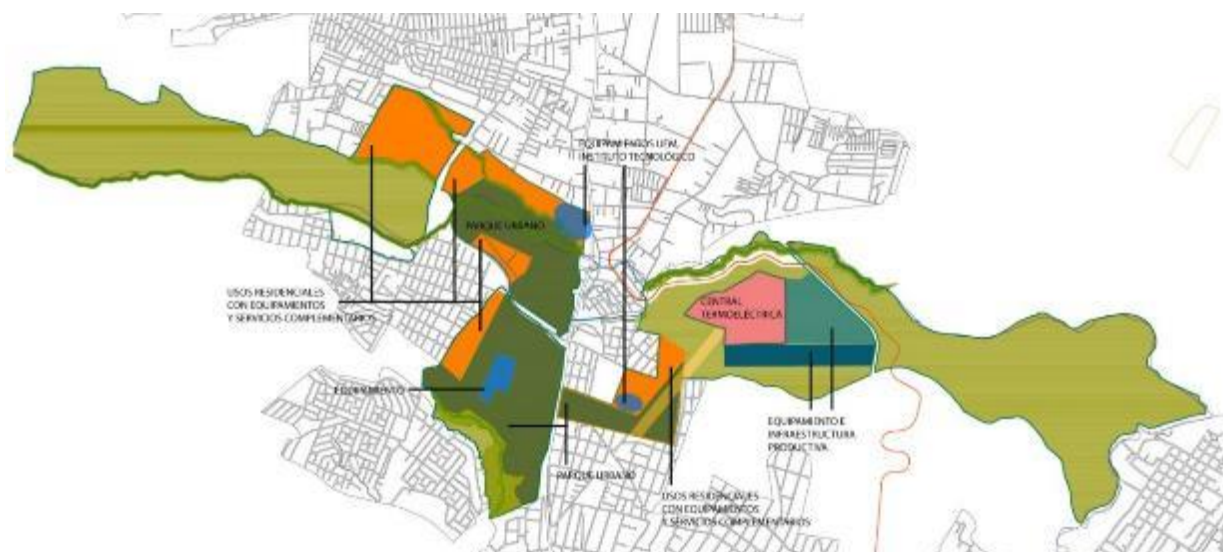 EQUIPAMIENTOS UEM,
INSTITUTO TECNOLÓGICO
PARQUE URBANO
USOS RESIDENCIALES
CON EQUIPAMIENTOS
Y SERVICIOS COMPLEMENTARIOS
CENTRAL
TERMOELÉCTRICA
EQUIPAMIENTO
EQUIPAMIENTO E
INFRAESTRUCTURA
PRODUCTIVA
PARQUE URBANO
USOS RESIDENCIALES
CON EQUIPAMIENTOS
Y SERVICIOS COMPLEMENTARIOS